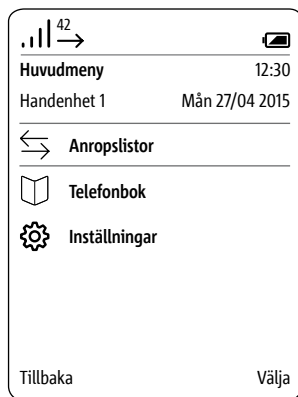 42
Huvudmeny 12:30
Handenhet 1 Mån 27/04 2015
Anropslistor
Telefonbok
Inställningar
Tillbaka Välja